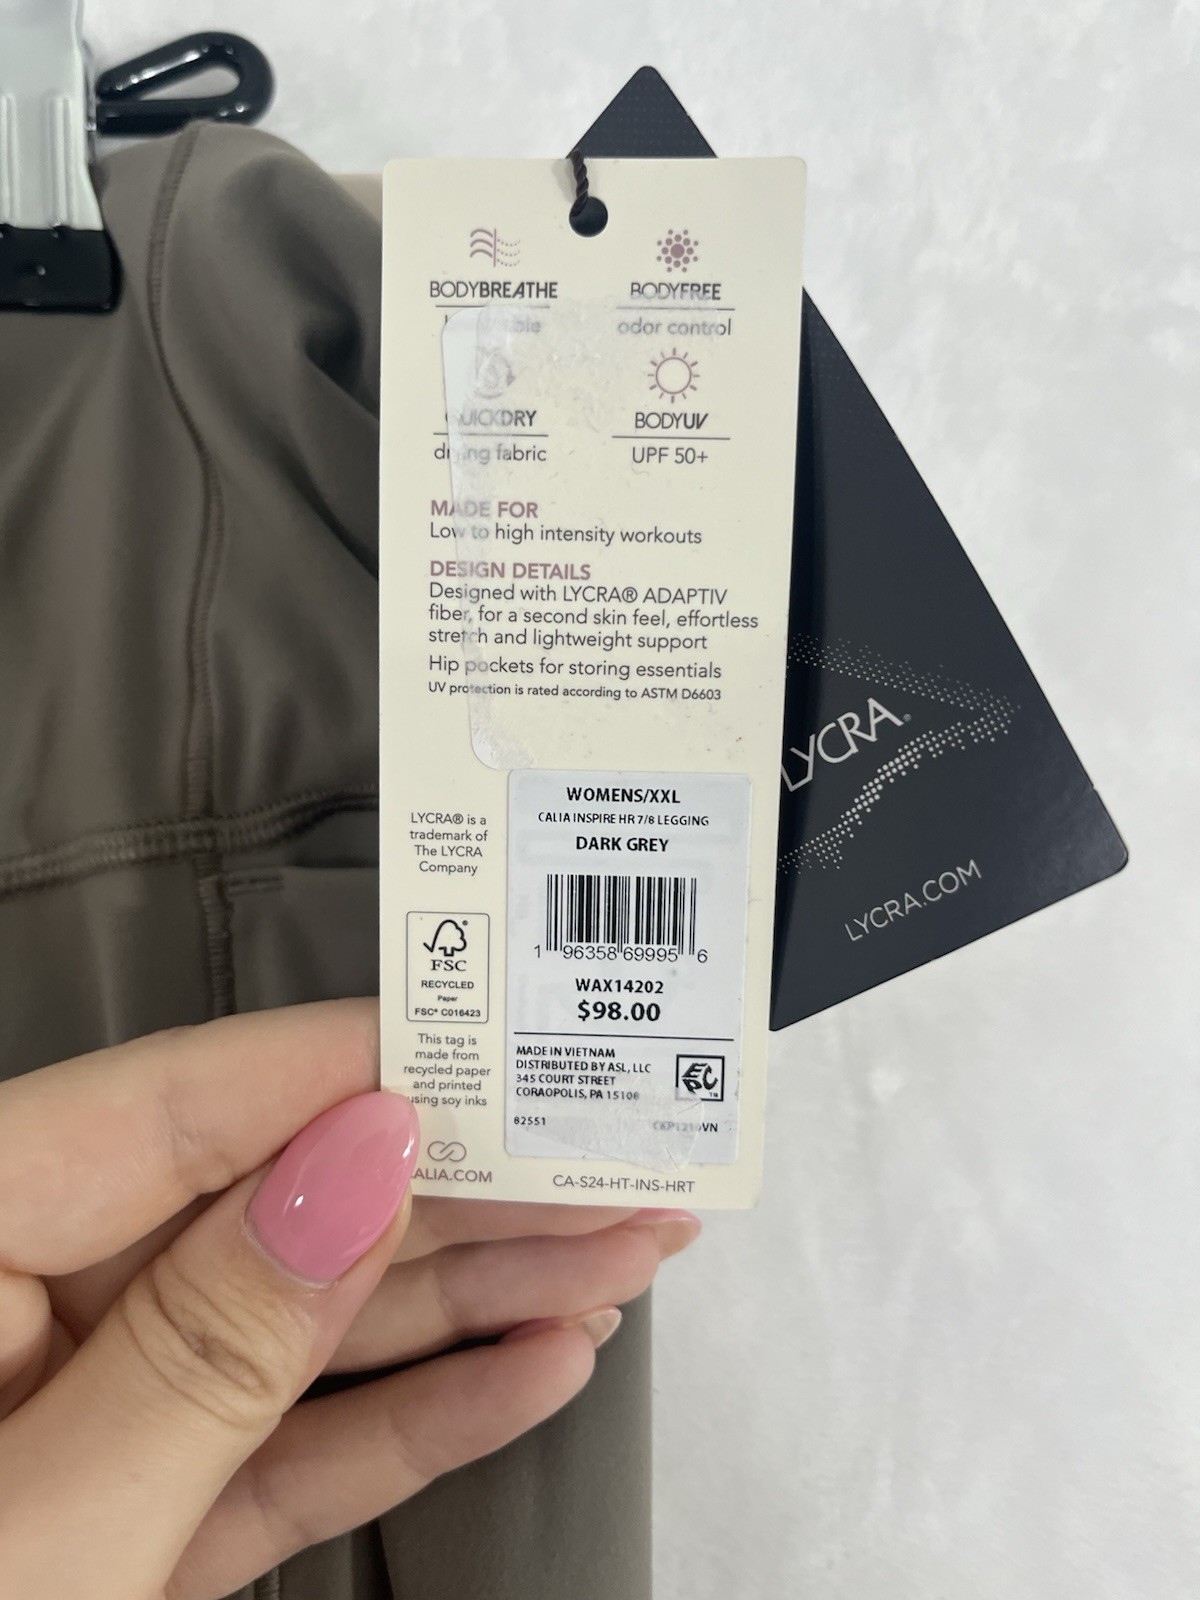 BODYBREATHE
BODYFREE
odor control
QUICKDRY
drying fabric
BODYUV
UPF 50+
MADE FOR
Low to high intensity workouts
DESIGN DETAILS
Designed with LYCRA® ADAPTIV
fiber, for a second skin feel, effortless
stretch and lightweight support
Hip pockets for storing essentials
UV protection is rated according to ASTM D6603
LYCRA® is a
trademark of
The LYCRA
Company
FSC
RECYCLED
Paper
FSC® C016423
This tag is
made from
recycled paper
and printed
using soy inks
CALIA.COM
WOMENS/XXL
CALIA INSPIRE HR 7/8 LEGGING
DARK GREY
1 96358 69995 6
WAX14202
$98.00
MADE IN VIETNAM
DISTRIBUTED BY ASL, LLC
345 COURT STREET
CORAOPOLIS, PA 15108
82551
CA-S24-HT-INS-HRT
LYCRA®
LYCRA.COM